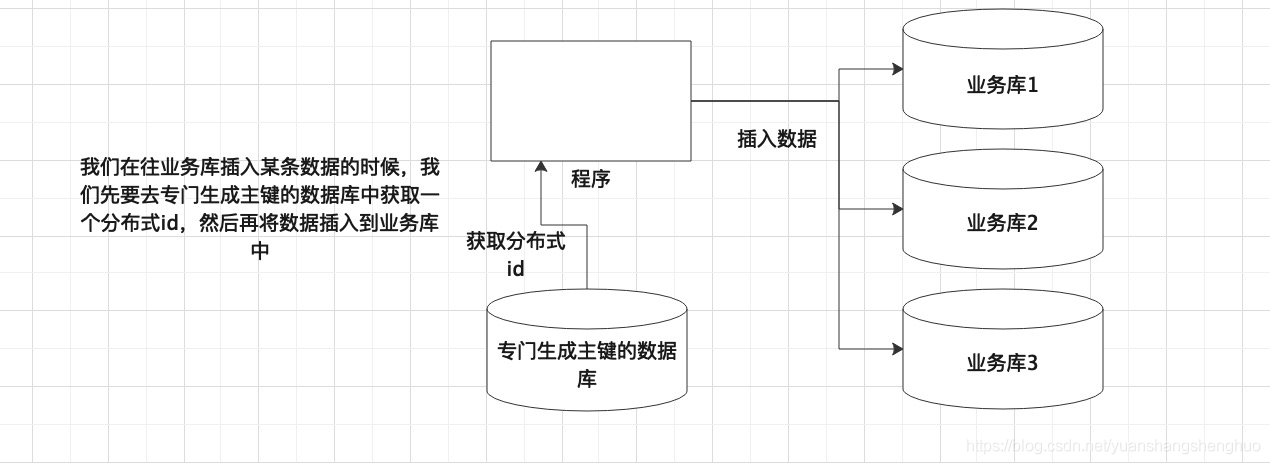 我们在往业务库插入某条数据的时候，我
们先要去专门生成主键的数据库中获取一
个分布式id，然后再将数据插入到业务库
中
程序
获取分布式
id
专门生成主键的数据
库
插入数据
业务库1
业务库2
业务库3
https://blog.csdn.net/yuanshangshenghuo